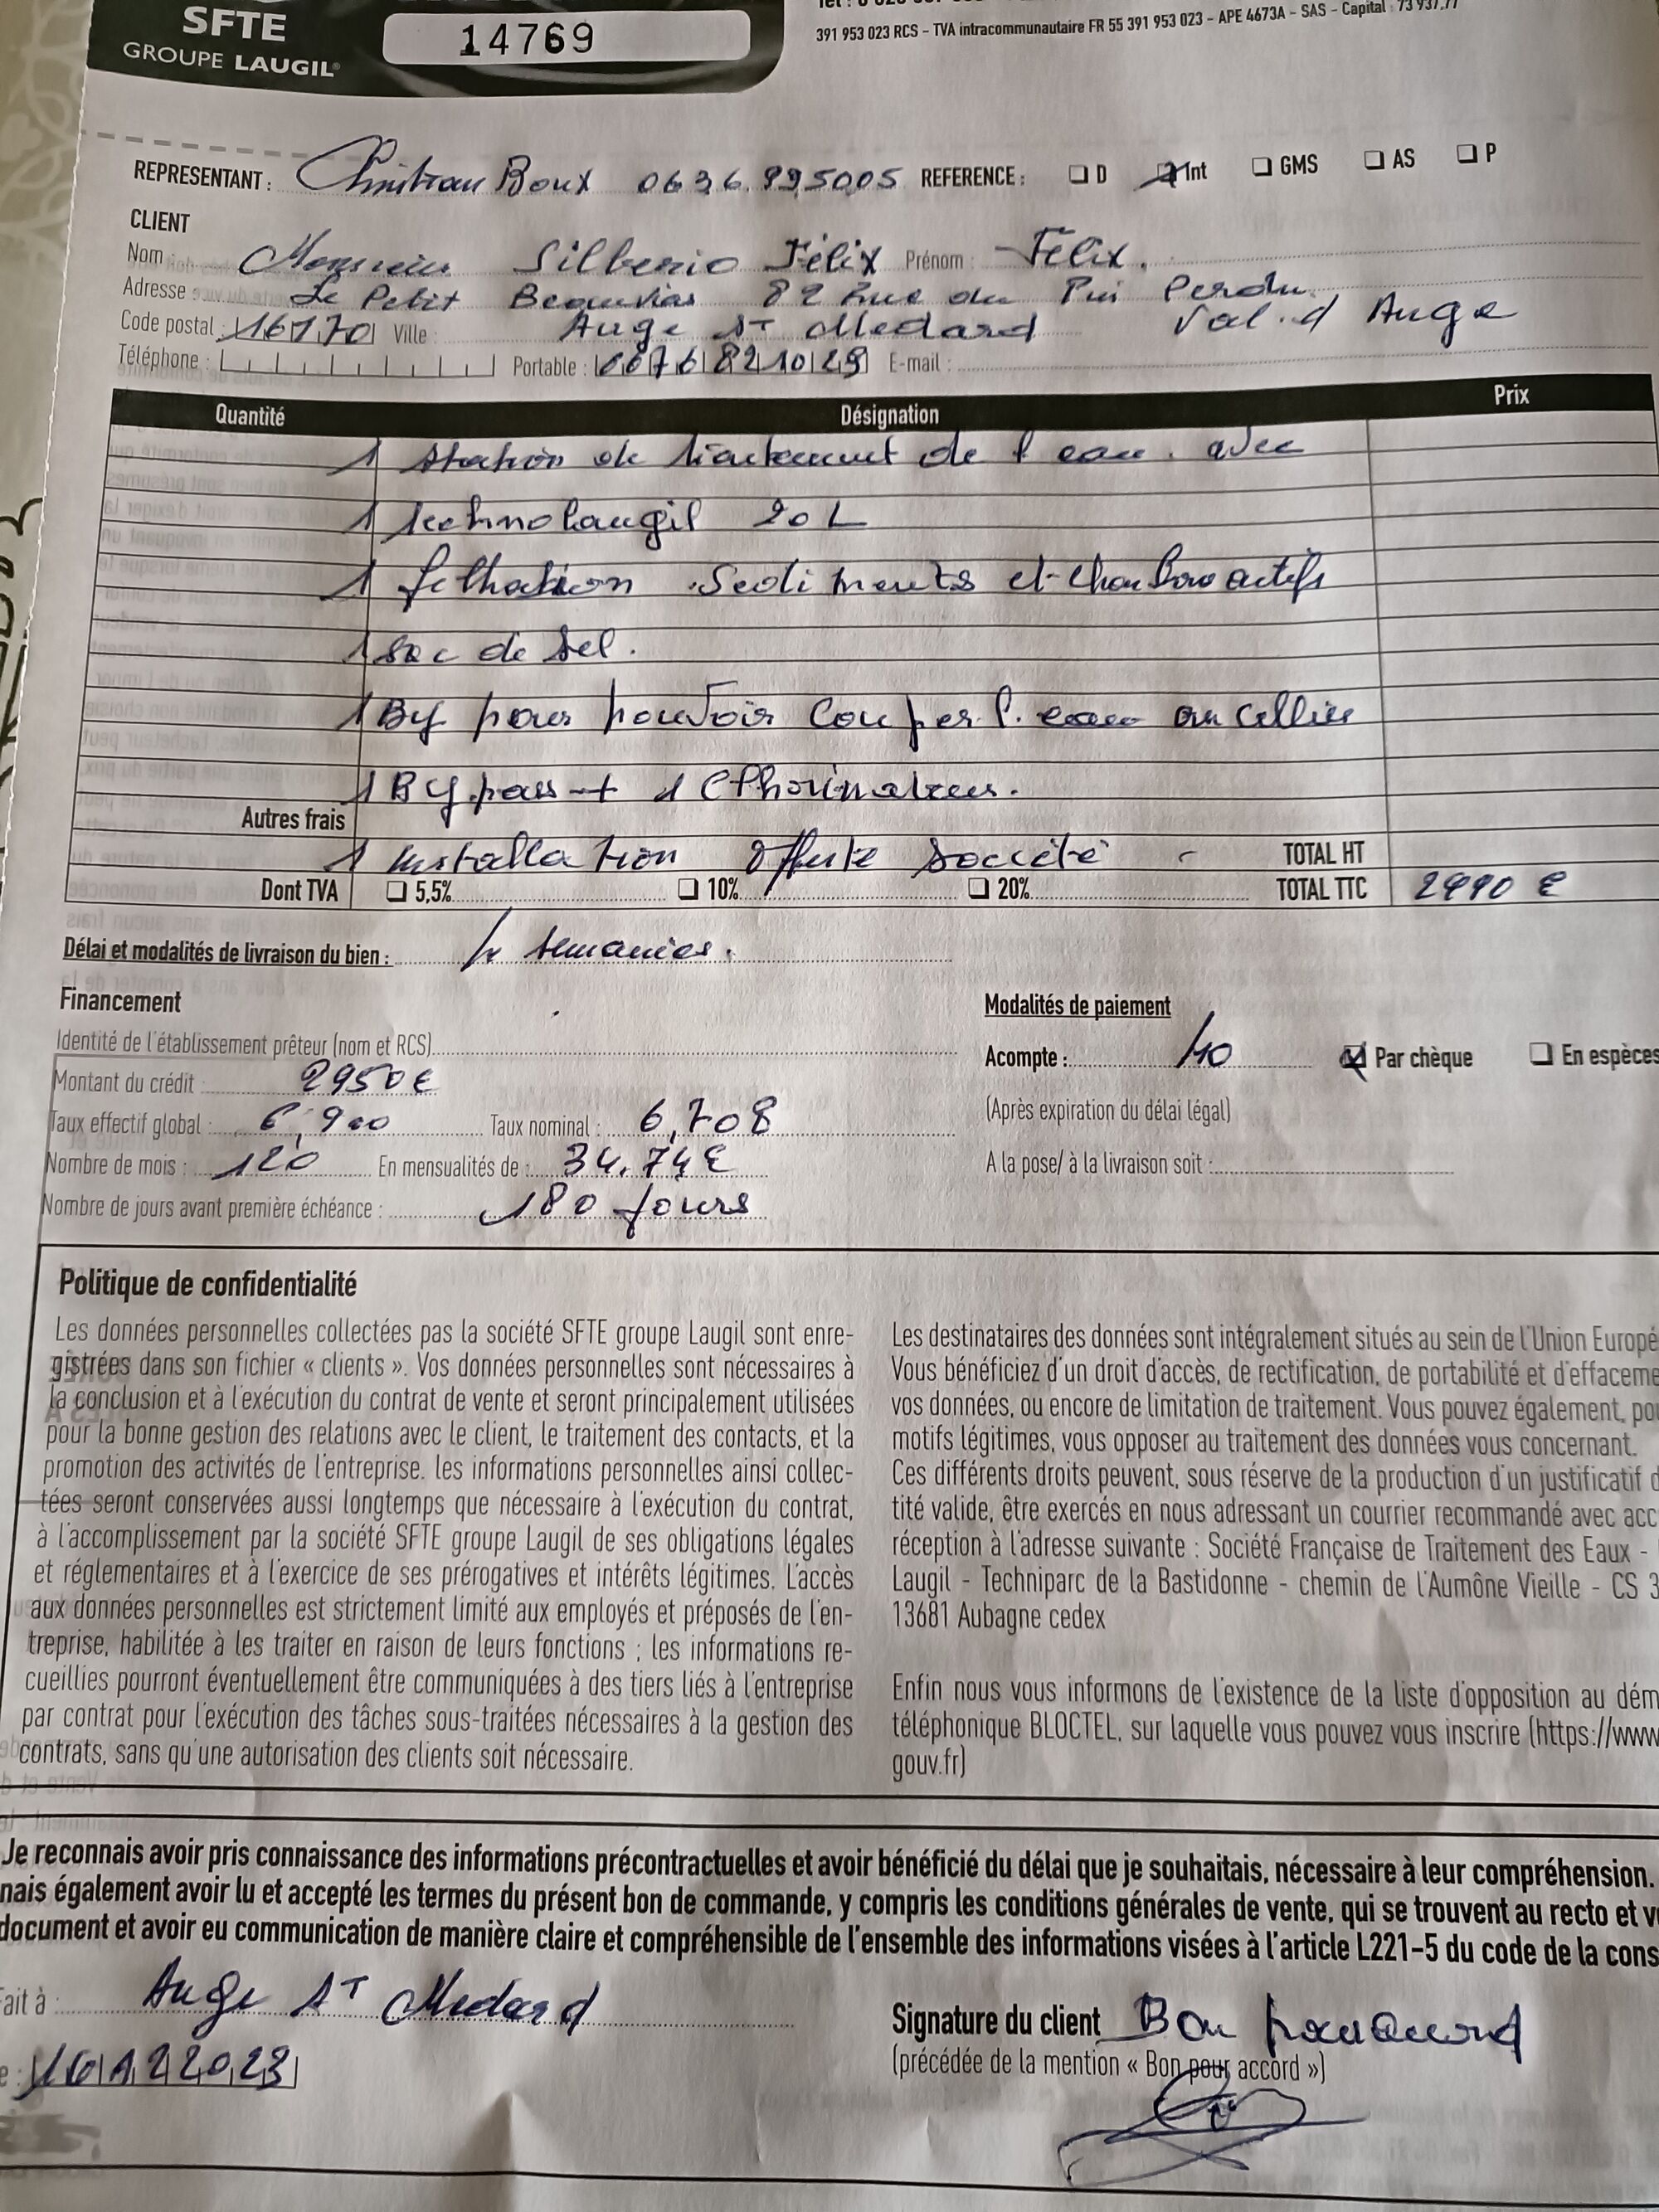 SFTE
GROUPE LAUGIL®
14769
391 953 023 RCS – TVA intracommunautaire FR 55 391 953 023 – APE 4673A – SAS – Capital : 73 937,77
REPRESENTANT : Christian Boux 0636.995005 REFERENCE : ❑ D ❑ Int ❑ GMS ❑ AS ❑ P
CLIENT
Nom : Monsieur Silberio Félix Prénom : Félix.
Adresse Le Petit Beauvias 82 Rue du Pui Perdu
Code postal : 16170 Ville : Auge St Medard Val.d Auge
Téléphone : Portable : 0676821029 E-mail :
Quantité Désignation Prix
1 Station de traitement de l eau. avec
1 technolaugil 20L
1 filtration Sediments et charbons actifs
1 sac de sel.
1 By pour pouvoir couper l. eau au cellier
1 By.pass +
Autres frais
1 installation offerte société - TOTAL HT
Dont TVA ❑ 5,5% ❑ 10% ❑ 20% TOTAL TTC 2990 €
Délai et modalités de livraison du bien : semaines.
Financement
Modalités de paiement
Identité de l'établissement prêteur (nom et RCS)
Acompte : 40 ☑ Par chèque ❑ En espèces
Montant du crédit : 2950€
(Après expiration du délai légal)
Taux effectif global : 6,900 Taux nominal : 6,708
Nombre de mois : 120 En mensualités de : 34.74€
A la pose/ à la livraison soit :
Nombre de jours avant première échéance : 180 jours
Politique de confidentialité
Les données personnelles collectées pas la société SFTE groupe Laugil sont enre-
gistrées dans son fichier « clients ». Vos données personnelles sont nécessaires à
la conclusion et à l'exécution du contrat de vente et seront principalement utilisées
pour la bonne gestion des relations avec le client, le traitement des contacts, et la
promotion des activités de l'entreprise. les informations personnelles ainsi collec-
tées seront conservées aussi longtemps que nécessaire à l'exécution du contrat,
à l'accomplissement par la société SFTE groupe Laugil de ses obligations légales
et réglementaires et à l'exercice de ses prérogatives et intérêts légitimes. L'accès
aux données personnelles est strictement limité aux employés et préposés de l'en-
treprise, habilitée à les traiter en raison de leurs fonctions ; les informations re-
cueillies pourront éventuellement être communiquées à des tiers liés à l'entreprise
par contrat pour l'exécution des tâches sous-traitées nécessaires à la gestion des
contrats, sans qu'une autorisation des clients soit nécessaire.
Les destinataires des données sont intégralement situés au sein de l'Union Europé
Vous bénéficiez d'un droit d'accès, de rectification, de portabilité et d'effaceme
vos données, ou encore de limitation de traitement. Vous pouvez également, pou
motifs légitimes, vous opposer au traitement des données vous concernant.
Ces différents droits peuvent, sous réserve de la production d'un justificatif d
tité valide, être exercés en nous adressant un courrier recommandé avec acc
réception à l'adresse suivante : Société Française de Traitement des Eaux -
Laugil - Techniparc de la Bastidonne - chemin de l'Aumône Vieille - CS 3
13681 Aubagne cedex
Enfin nous vous informons de l'existence de la liste d'opposition au dém
téléphonique BLOCTEL, sur laquelle vous pouvez vous inscrire (https://www
gouv.fr)
Je reconnais avoir pris connaissance des informations précontractuelles et avoir bénéficié du délai que je souhaitais, nécessaire à leur compréhension.
nais également avoir lu et accepté les termes du présent bon de commande, y compris les conditions générales de vente, qui se trouvent au recto et v
document et avoir eu communication de manière claire et compréhensible de l'ensemble des informations visées à l'article L221-5 du code de la cons
Fait à : Auge St Medard
Signature du client Bon pour accord
(précédée de la mention « Bon pour accord »)
e : 16122023